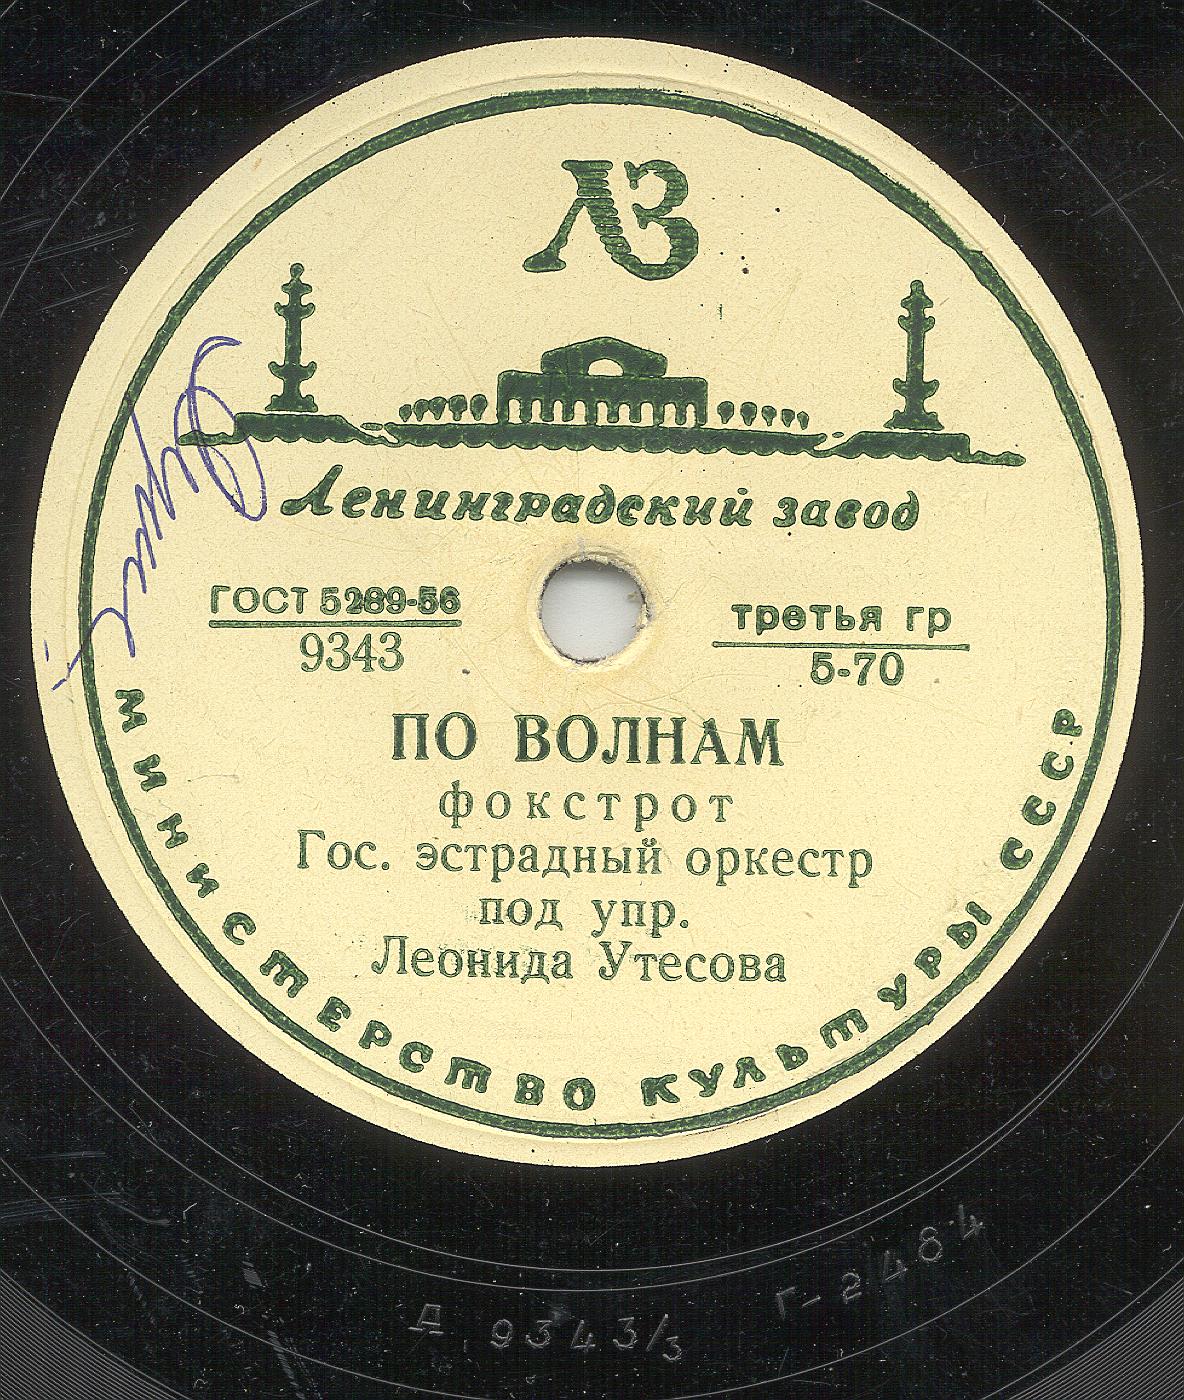 ЛЗ
Ленинградский завод
ГОСТ 5289-56
9343
третья гр
5-70
ПО ВОЛНАМ
фокстрот
Гос. эстрадный оркестр
под упр.
Леонида Утесова
МИНИСТЕРСТВО КУЛЬТУРЫ СССР
Д 9343/3
Г-2484